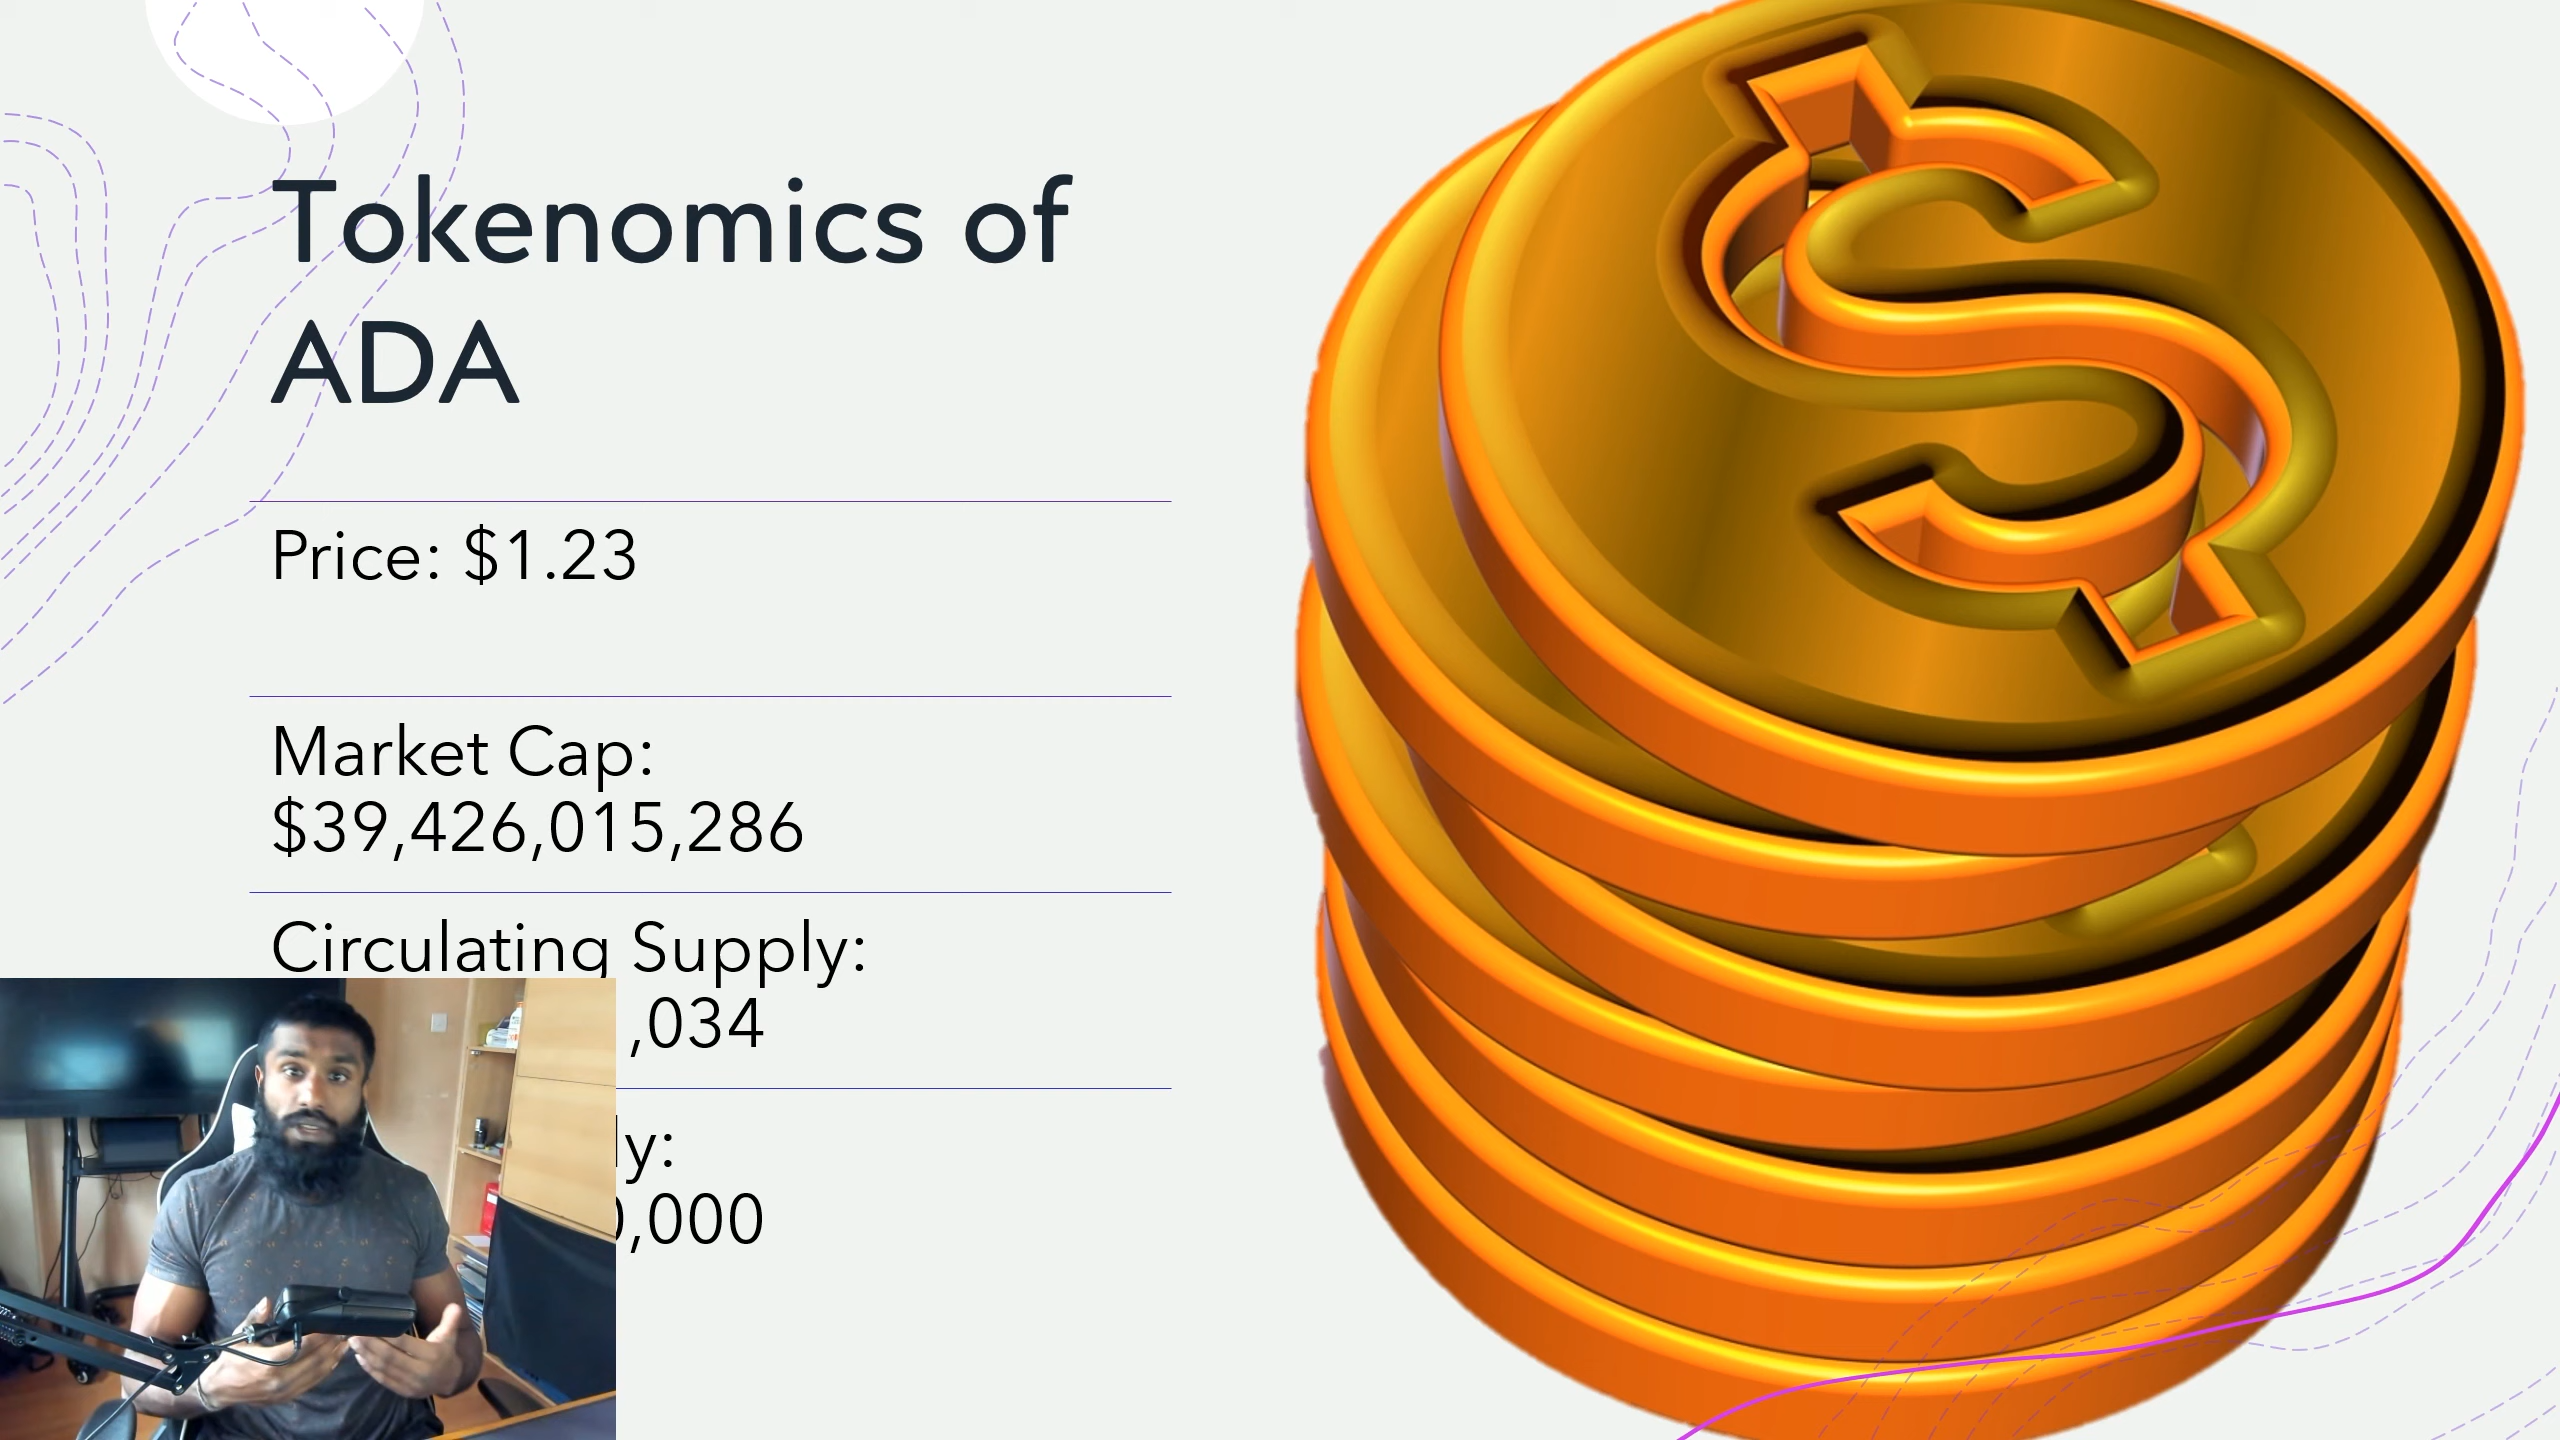 Tokenomics of
ADA
Price: $1.23
Market Cap:
$39,426,015,286
Circulating Supply:
,034
ly:
,000